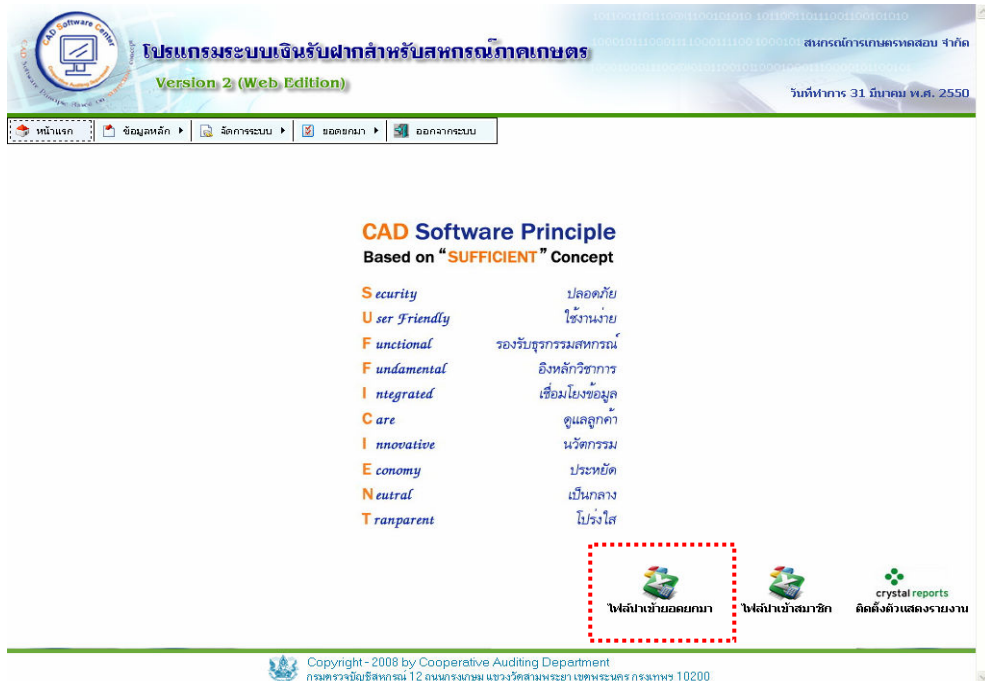 CAD Software Center
โปรแกรมระบบเงินรับฝากสำหรับสหกรณ์ภาคเกษตร
Version 2 (Web Edition)
สหกรณ์การเกษตรทดสอบ จำกัด
วันที่ทำการ 31 มีนาคม พ.ศ. 2550
หน้าแรก ข้อมูลหลัก จัดการระบบ ยอดยกมา ออกจากระบบ
CAD Software Principle
Based on "SUFFICIENT" Concept
Security ปลอดภัย
User Friendly ใช้งานง่าย
Functional รองรับธุรกรรมสหกรณ์
Fundamental อิงหลักวิชาการ
Integrated เชื่อมโยงข้อมูล
Care ดูแลลูกค้า
Innovative นวัตกรรม
Economy ประหยัด
Neutral เป็นกลาง
Tranparent โปร่งใส
crystal reports
ไฟล์นำเข้ายอดยกมา ไฟล์นำเข้าสมาชิก ติดตั้งตัวแสดงรายงาน
Copyright - 2008 by Cooperative Auditing Department
กรมตรวจบัญชีสหกรณ์ 12 ถนนกรุงเกษม แขวงวัดสามพระยา เขตพระนคร กรุงเทพฯ 10200